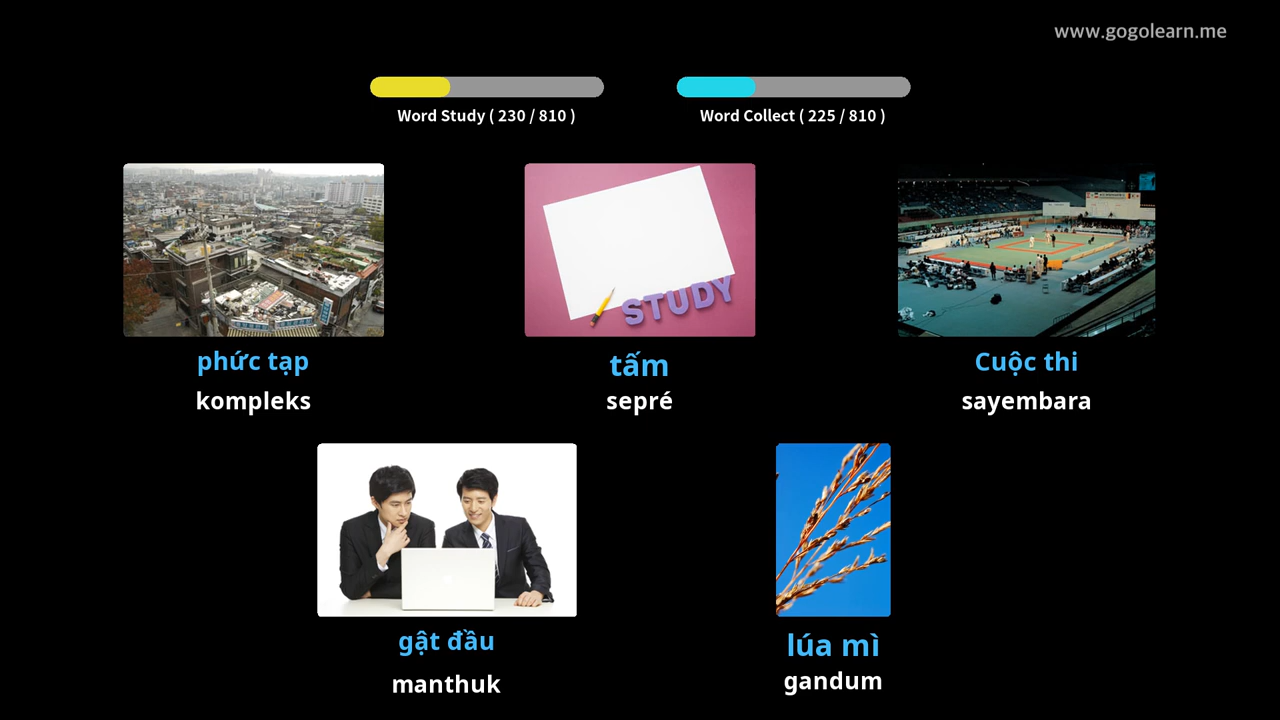 www.gogolearn.me
Word Study ( 230 / 810 )
Word Collect ( 225 / 810 )
STUDY
phức tạp
tấm
Cuộc thi
kompleks
sepré
sayembara
gật đầu
lúa mì
manthuk
gandum